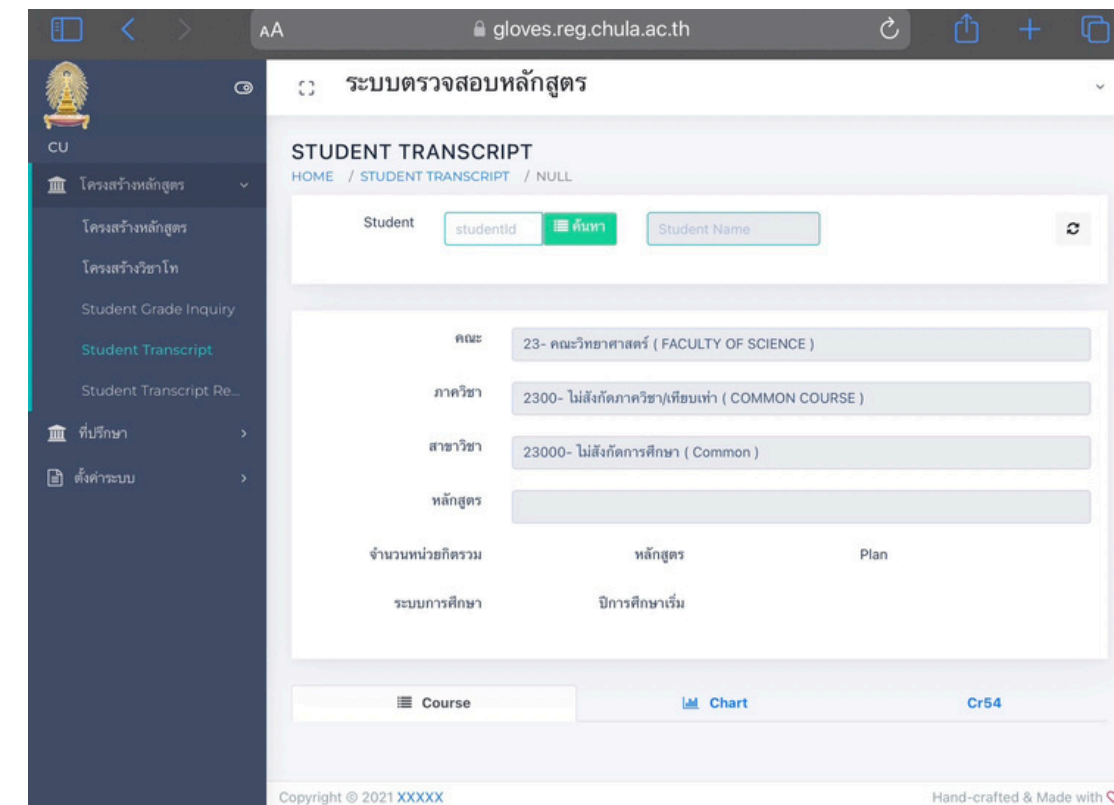 AA gloves.reg.chula.ac.th
ระบบตรวจสอบหลักสูตร
CU
โครงสร้างหลักสูตร
โครงสร้างหลักสูตร
โครงสร้างวิชาโท
Student Grade Inquiry
Student Transcript
Student Transcript Re...
ที่ปรึกษา
ตั้งค่าระบบ
STUDENT TRANSCRIPT
HOME / STUDENT TRANSCRIPT / NULL
Student studentId ค้นหา Student Name
คณะ 23- คณะวิทยาศาสตร์ ( FACULTY OF SCIENCE )
ภาควิชา 2300- ไม่สังกัดภาควิชา/เทียบเท่า ( COMMON COURSE )
สาขาวิชา 23000- ไม่สังกัดการศึกษา ( Common )
หลักสูตร
จำนวนหน่วยกิตรวม หลักสูตร Plan
ระบบการศึกษา ปีการศึกษาเริ่ม
Course Chart Cr54
Copyright © 2021 XXXXX Hand-crafted & Made with